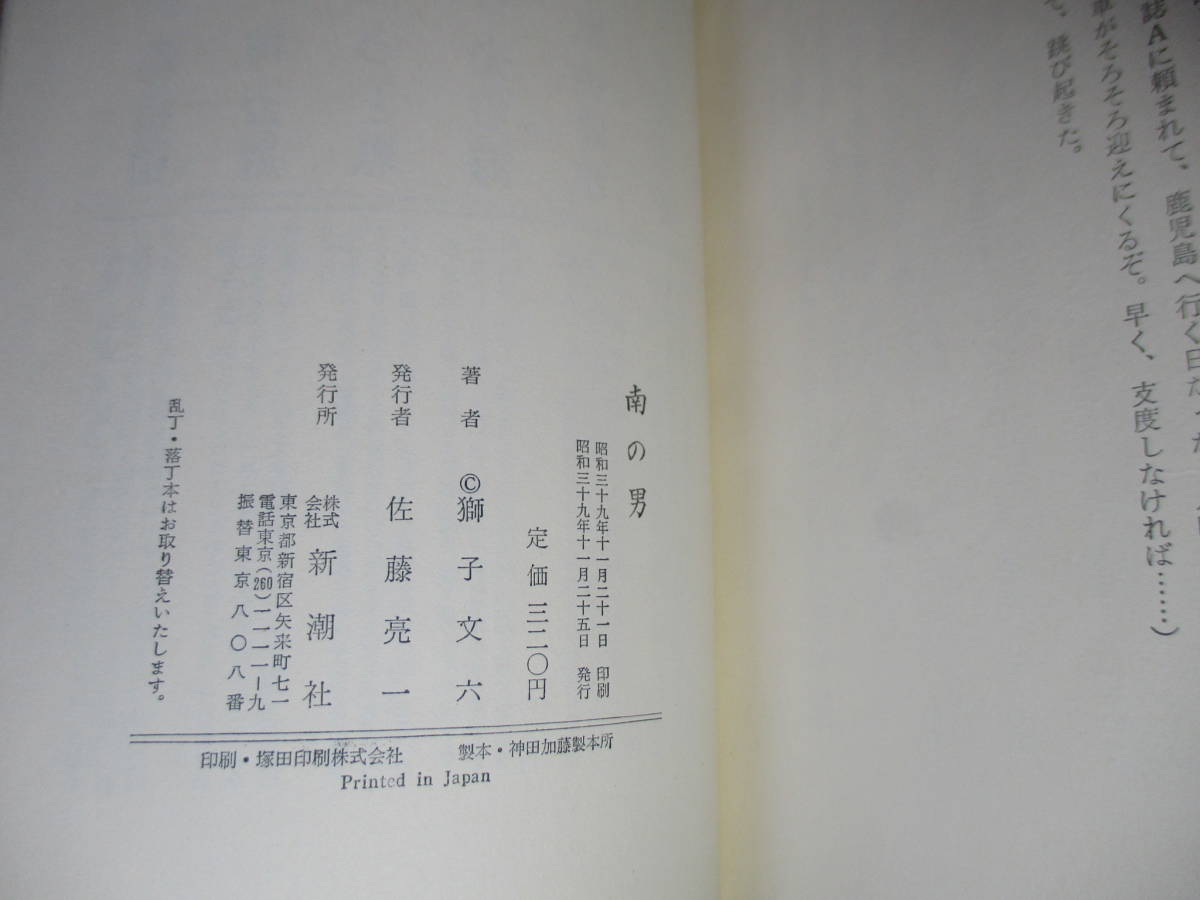 誌Aに頼まれて、鹿児島へ行く日だ
車がそろそろ迎えにくるぞ。早く、支度しなければ……）
て、跳び起きた。
南の男
昭和三十九年十一月二十一日 印刷
昭和三十九年十一月二十五日 発行
定価 三二〇円
著者 ©獅子文六
発行者 佐藤亮一
発行所 株式会社 新潮社
東京都新宿区矢来町七一
電話東京(260)一一一一ー九
振替東京八〇八番
乱丁・落丁本はお取り替えいたします。
印刷・塚田印刷株式会社 製本・神田加藤製本所
Printed in Japan